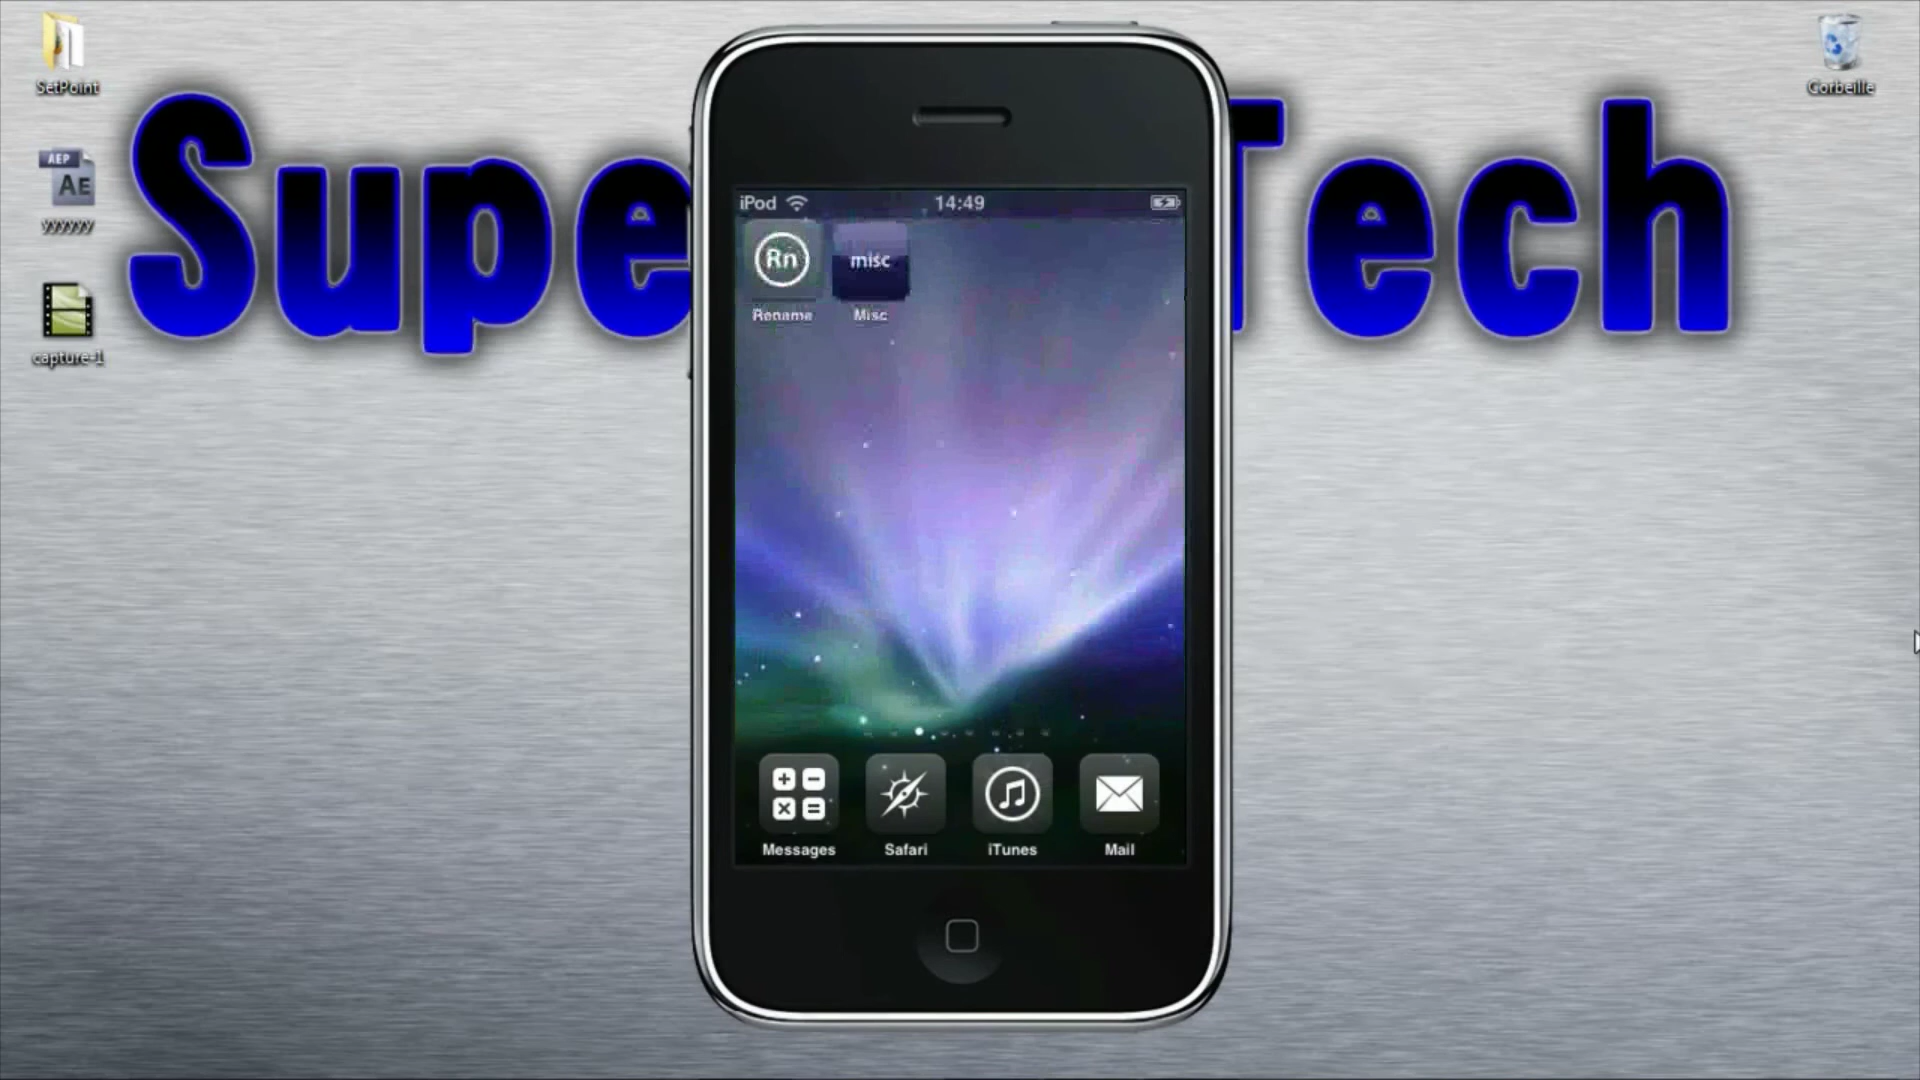 SetPoint
Corbeille
Supe
Tech
AEP
AE
yyyyyy
capture-1
iPod
14:49
Rn
misc
Rename
Misc
Messages
Safari
iTunes
Mail